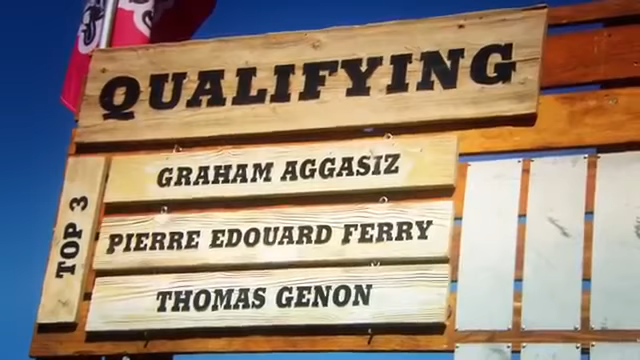 QUALIFYING
TOP 3
GRAHAM AGGASIZ
PIERRE EDOUARD FERRY
THOMAS GENON